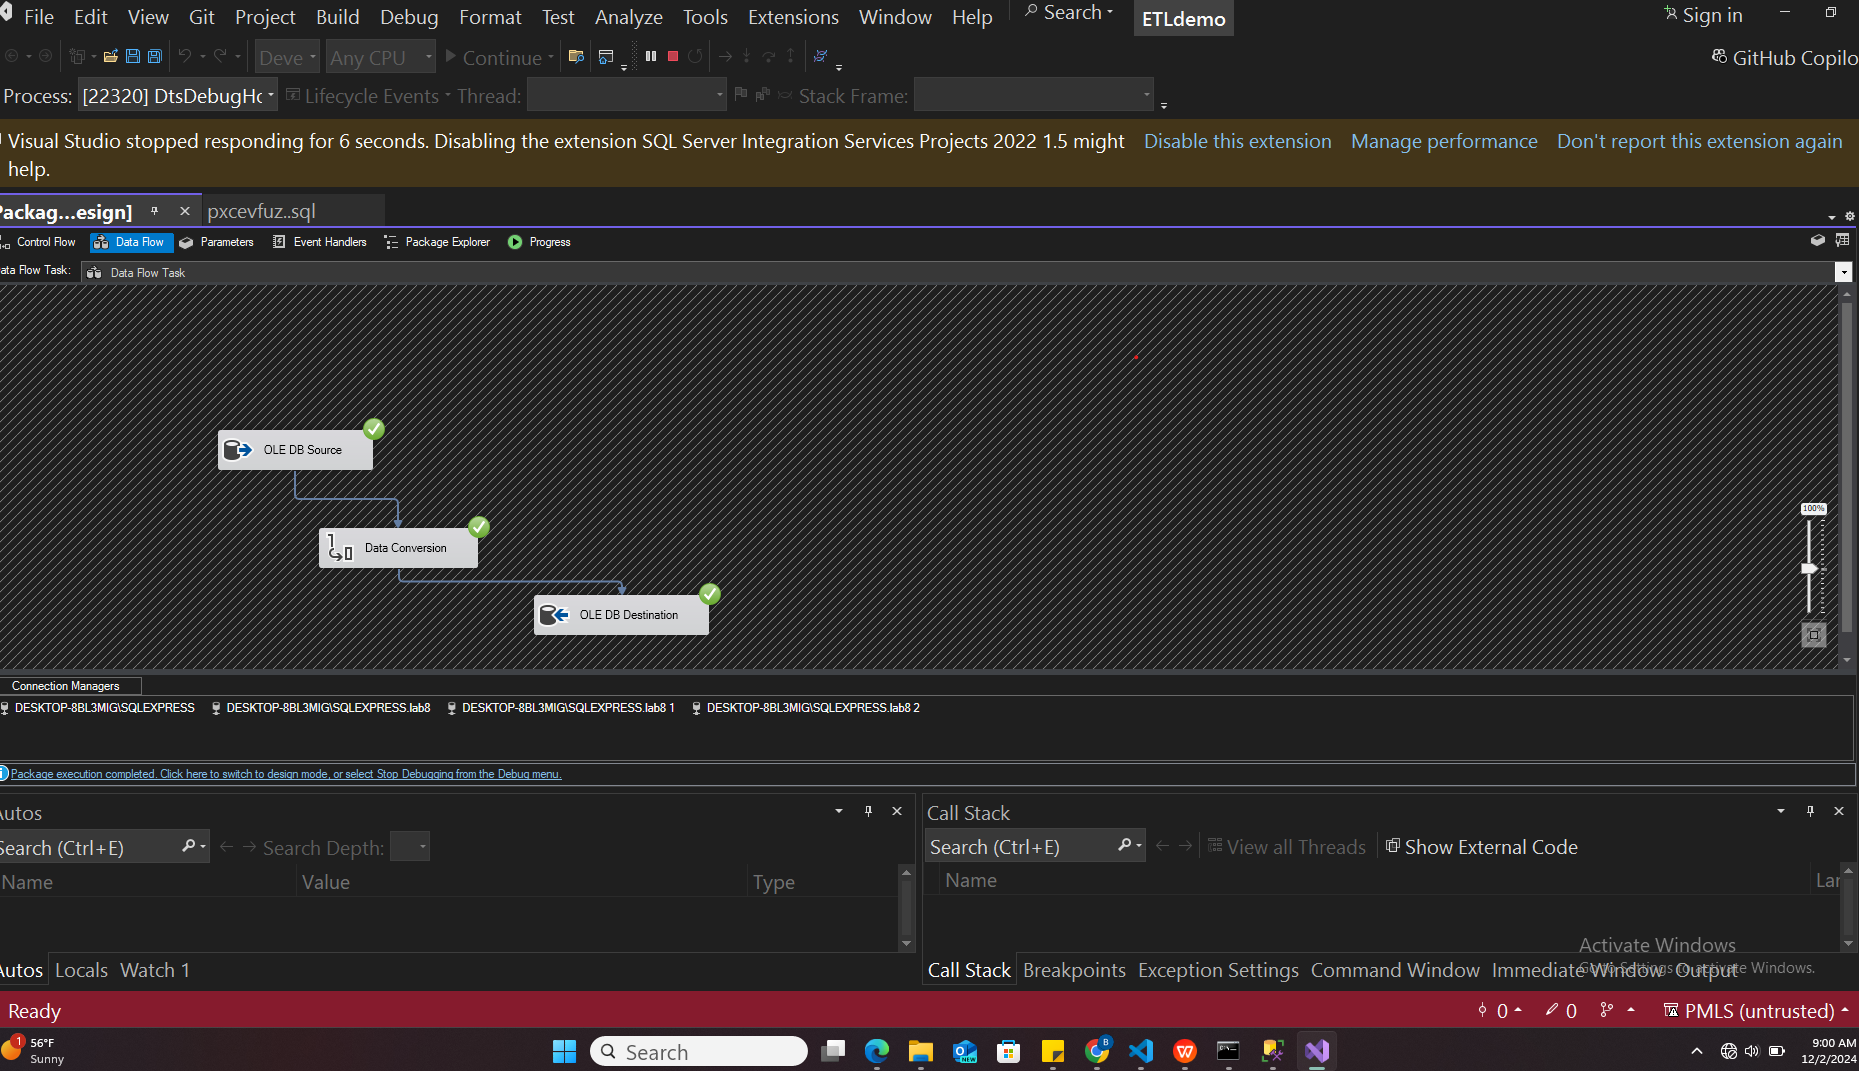 File Edit View Git Project Build Debug Format Test Analyze Tools Extensions Window Help Search ETLdemo Sign in
Deve Any CPU Continue GitHub Copilo
Process: [22320] DtsDebugHc Lifecycle Events Thread: Stack Frame:
Visual Studio stopped responding for 6 seconds. Disabling the extension SQL Server Integration Services Projects 2022 1.5 might Disable this extension Manage performance Don't report this extension again
help.
Packag...esign] pxcevfuz..sql
Control Flow Data Flow Parameters Event Handlers Package Explorer Progress
ata Flow Task: Data Flow Task
OLE DB Source
100%
Data Conversion
OLE DB Destination
Connection Managers
DESKTOP-8BL3MIG\SQLEXPRESS DESKTOP-8BL3MIG\SQLEXPRESS.lab8 DESKTOP-8BL3MIG\SQLEXPRESS.lab8 1 DESKTOP-8BL3MIG\SQLEXPRESS.lab8 2
Package execution completed. Click here to switch to design mode, or select Stop Debugging from the Debug menu.
Autos Call Stack
Search (Ctrl+E) Search Depth: Search (Ctrl+E) View all Threads Show External Code
Name Value Type Name Lar
Activate Windows
Go to Settings to activate Windows.
Autos Locals Watch 1 Call Stack Breakpoints Exception Settings Command Window Immediate Window Output
Ready 0 0 PMLS (untrusted)
1 56°F
Sunny
Search
NEW
B
9:00 AM
12/2/2024